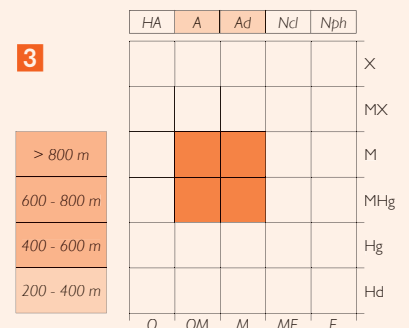 HA A Ad Ncl Nph
3
X
MX
> 800 m M
600 - 800 m MHg
400 - 600 m Hg
200 - 400 m Hd
O OM M ME E